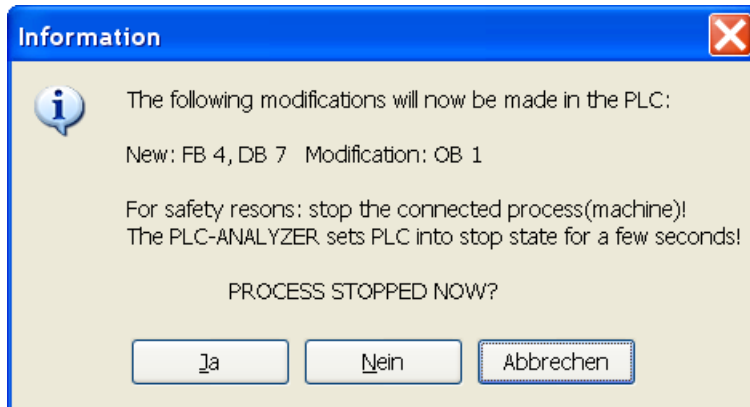 Information
The following modifications will now be made in the PLC:
New: FB 4, DB 7 Modification: OB 1
For safety resons: stop the connected process(machine)!
The PLC-ANALYZER sets PLC into stop state for a few seconds!
PROCESS STOPPED NOW?
Ja Nein Abbrechen